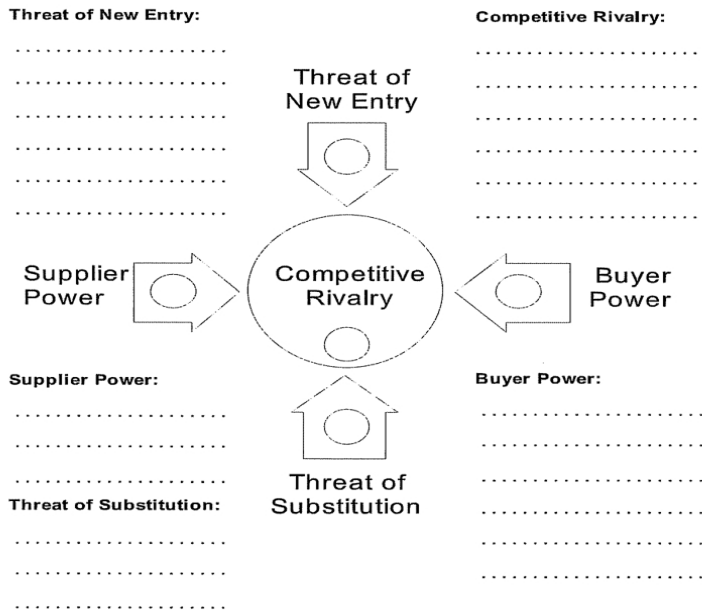 Threat of New Entry:
Competitive Rivalry:
Threat of
New Entry
Supplier
Power
Competitive
Rivalry
Buyer
Power
Supplier Power:
Buyer Power:
Threat of
Substitution
Threat of Substitution: